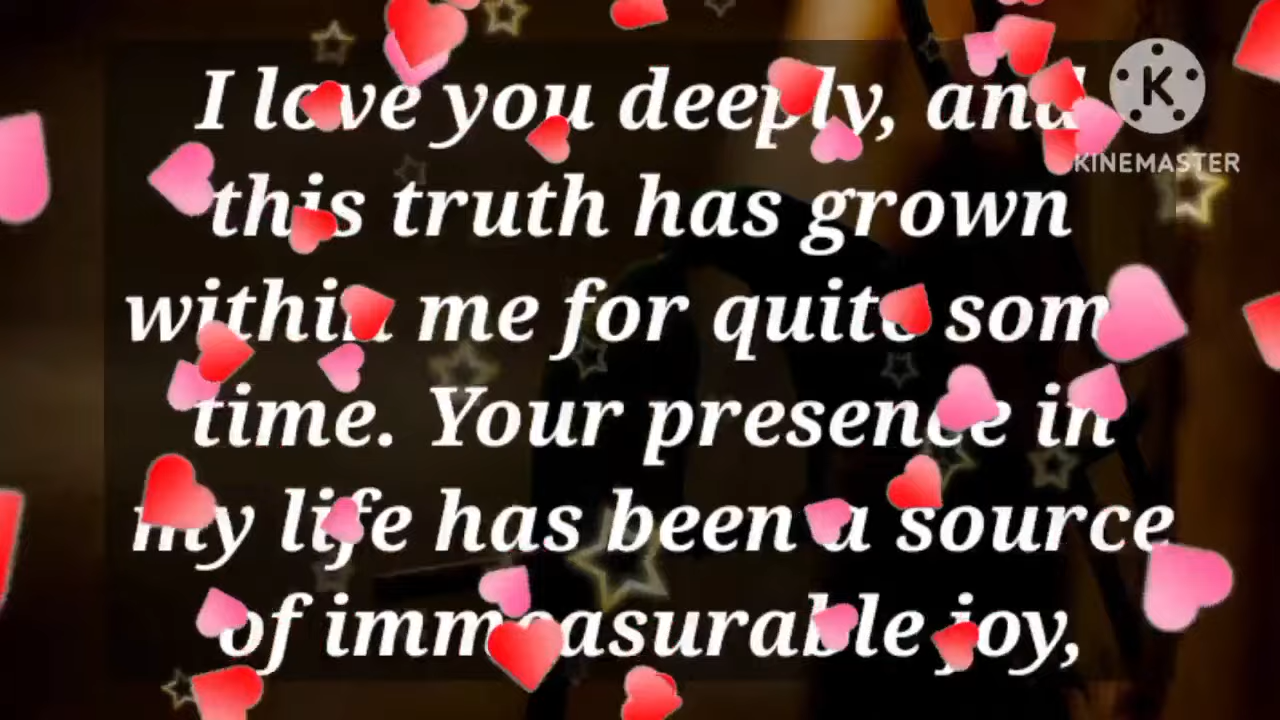 I love you deeply, and
this truth has grown
within me for quite some
time. Your presence in
my life has been a source
of immeasurable joy,
K
KINEMASTER